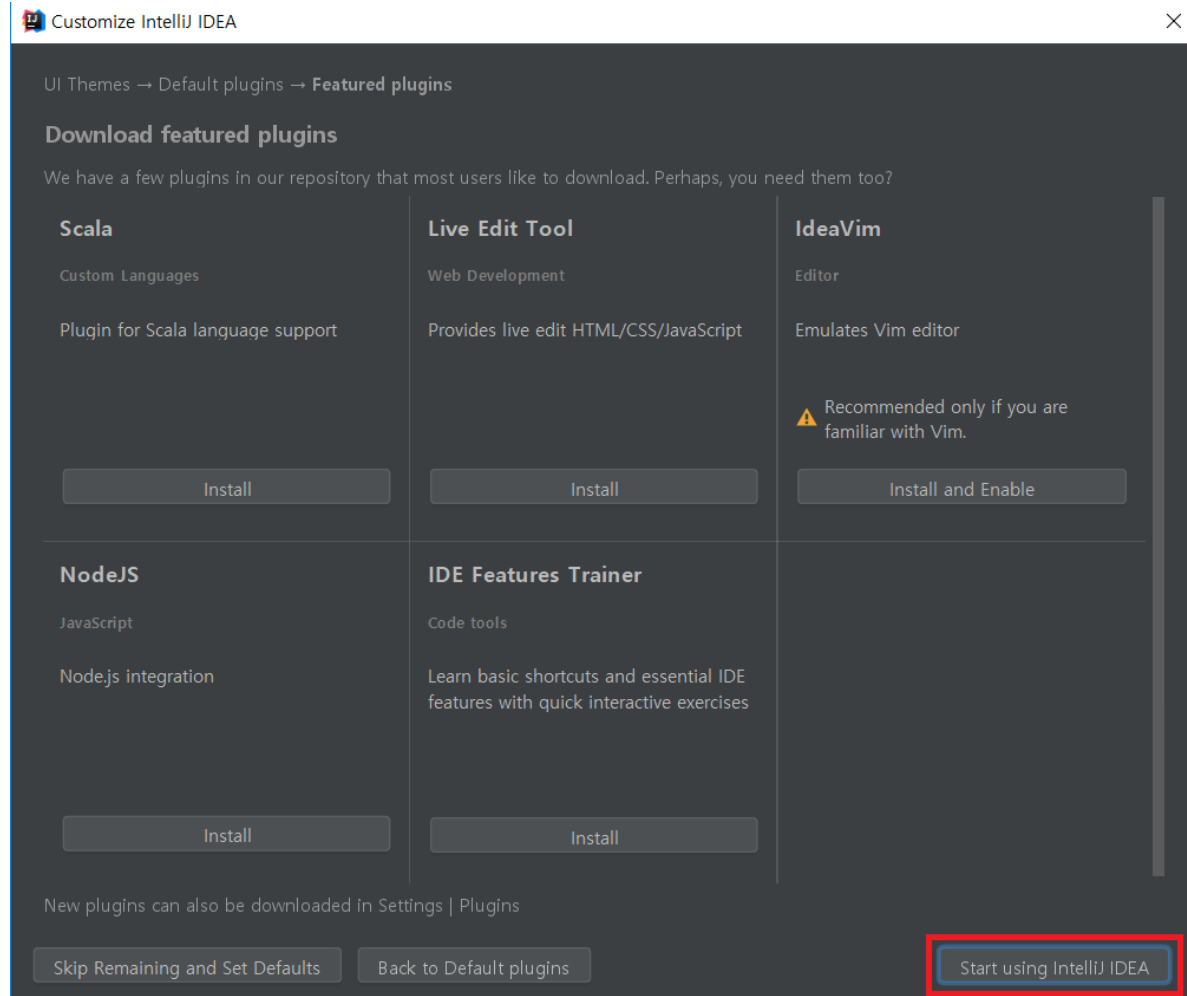 Customize IntelliJ IDEA
UI Themes → Default plugins → Featured plugins
Download featured plugins
We have a few plugins in our repository that most users like to download. Perhaps, you need them too?
Scala
Custom Languages
Plugin for Scala language support
Install
Live Edit Tool
Web Development
Provides live edit HTML/CSS/JavaScript
Install
IdeaVim
Editor
Emulates Vim editor
Recommended only if you are
familiar with Vim.
Install and Enable
NodeJS
JavaScript
Node.js integration
Install
IDE Features Trainer
Code tools
Learn basic shortcuts and essential IDE
features with quick interactive exercises
Install
New plugins can also be downloaded in Settings | Plugins
Skip Remaining and Set Defaults
Back to Default plugins
Start using IntelliJ IDEA